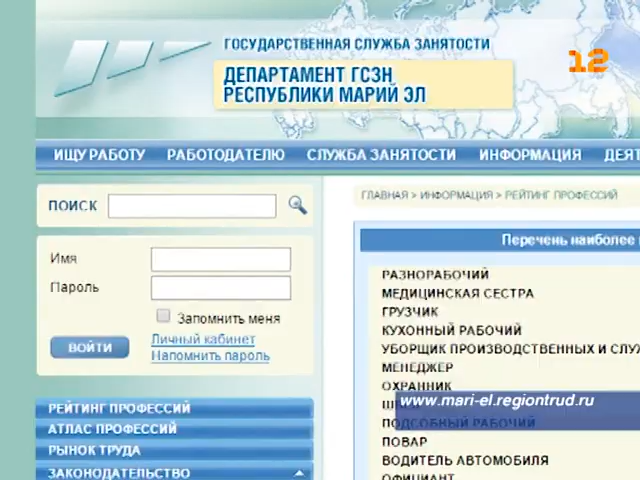 ГОСУДАРСТВЕННАЯ СЛУЖБА ЗАНЯТОСТИ
12
ДЕПАРТАМЕНТ ГСЗН
РЕСПУБЛИКИ МАРИЙ ЭЛ
ИЩУ РАБОТУ РАБОТОДАТЕЛЮ СЛУЖБА ЗАНЯТОСТИ ИНФОРМАЦИЯ
ПОИСК
ГЛАВНАЯ > ИНФОРМАЦИЯ > РЕЙТИНГ ПРОФЕССИЙ
Перечень наиболее
Имя
Пароль
Запомнить меня
ВОЙТИ
Личный кабинет
Напомнить пароль
РАЗНОРАБОЧИЙ
МЕДИЦИНСКАЯ СЕСТРА
ГРУЗЧИК
КУХОННЫЙ РАБОЧИЙ
УБОРЩИК ПРОИЗВОДСТВЕННЫХ И
МЕНЕДЖЕР
ОХРАННИК
www.mari-el.regiontrud.ru
ПОДСОБНЫЙ РАБОЧИЙ
ПОВАР
ВОДИТЕЛЬ АВТОМОБИЛЯ
ОФИЦИАНТ
РЕЙТИНГ ПРОФЕССИЙ
АТЛАС ПРОФЕССИЙ
РЫНОК ТРУДА
ЗАКОНОДАТЕЛЬСТВО